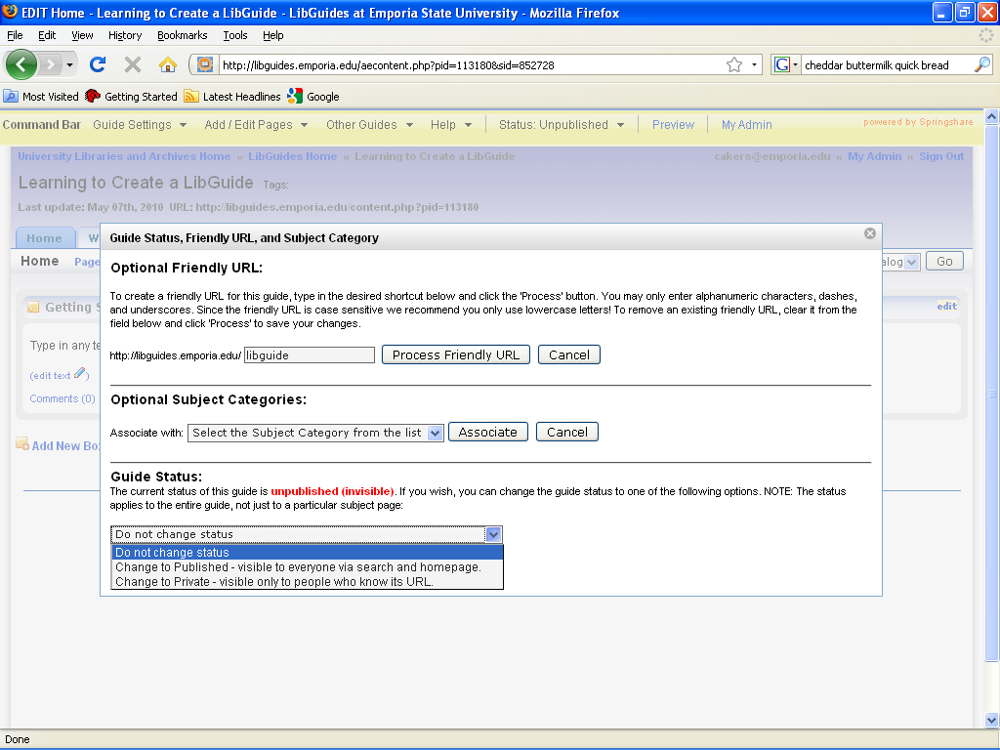 EDIT Home - Learning to Create a LibGuide - LibGuides at Emporia State University - Mozilla Firefox
File Edit View History Bookmarks Tools Help
http://libguides.emporia.edu/aecontent.php?pid=113180&sid=852728
G cheddar buttermilk quick bread
Most Visited Getting Started Latest Headlines Google
Command Bar Guide Settings Add / Edit Pages Other Guides Help Status: Unpublished Preview My Admin powered by Springshare
University Libraries and Archives Home » LibGuides Home » Learning to Create a LibGuide cakers@emporia.edu « My Admin « Sign Out
Learning to Create a LibGuide Tags:
Last update: May 07th, 2010 URL: http://libguides.emporia.edu/content.php?pid=113180
Home W
Guide Status, Friendly URL, and Subject Category
Home Page
alog Go
Optional Friendly URL:
To create a friendly URL for this guide, type in the desired shortcut below and click the 'Process' button. You may only enter alphanumeric characters, dashes,
and underscores. Since the friendly URL is case sensitive we recommend you only use lowercase letters! To remove an existing friendly URL, clear it from the
field below and click 'Process' to save your changes.
Getting S
edit
Type in any te
http://libguides.emporia.edu/ libguide Process Friendly URL Cancel
(edit text)
Comments (0)
Optional Subject Categories:
Associate with: Select the Subject Category from the list Associate Cancel
Add New Box
Guide Status:
The current status of this guide is unpublished (invisible). If you wish, you can change the guide status to one of the following options. NOTE: The status
applies to the entire guide, not just to a particular subject page:
Do not change status
Do not change status
Change to Published - visible to everyone via search and homepage.
Change to Private - visible only to people who know its URL.
Done